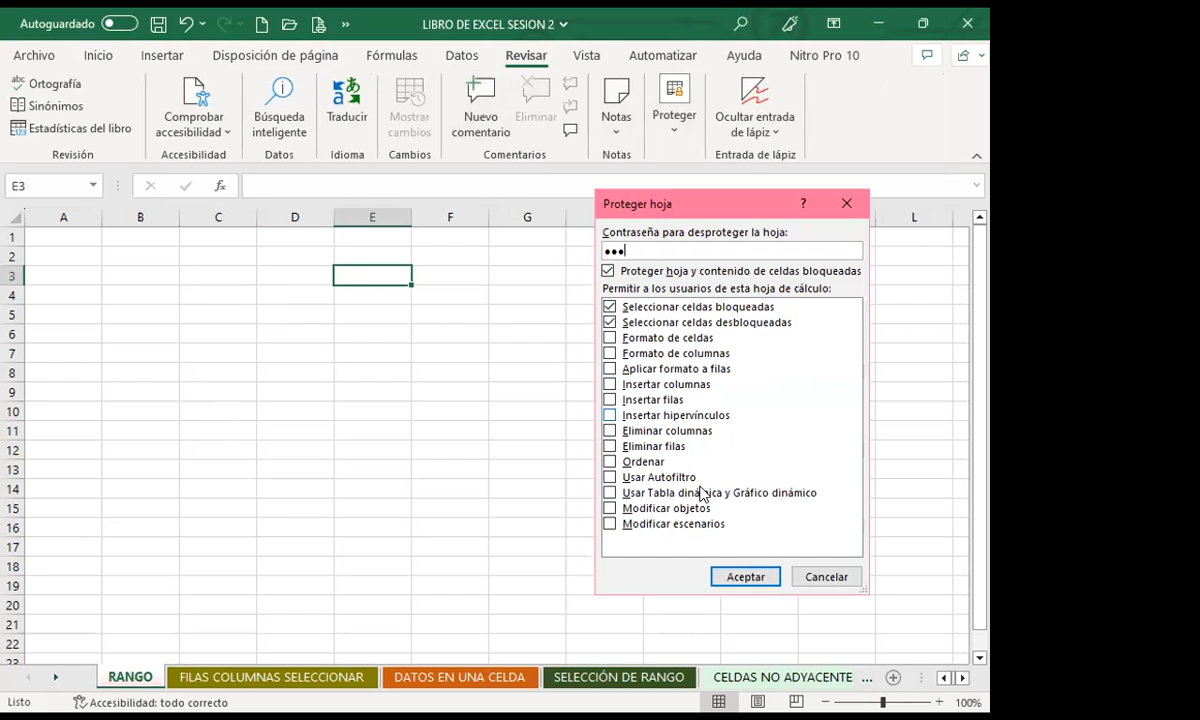 Autoguardado
LIBRO DE EXCEL SESION 2
Archivo Inicio Insertar Disposición de página Fórmulas Datos Revisar Vista Automatizar Ayuda Nitro Pro 10
abc Ortografía
Sinónimos
Estadísticas del libro
Revisión
Comprobar
accesibilidad
Accesibilidad
Búsqueda
inteligente
Datos
Traducir
Idioma
Mostrar
cambios
Cambios
Nuevo
comentario
Eliminar
Comentarios
Notas
Notas
Proteger
Ocultar entrada
de lápiz
Entrada de lápiz
E3
fx
A B C D E F G L
1
2
3
4
5
6
7
8
9
10
11
12
13
14
15
16
17
18
19
20
21
22
23
Proteger hoja ?
Contraseña para desproteger la hoja:
●●●
Proteger hoja y contenido de celdas bloqueadas
Permitir a los usuarios de esta hoja de cálculo:
Seleccionar celdas bloqueadas
Seleccionar celdas desbloqueadas
Formato de celdas
Formato de columnas
Aplicar formato a filas
Insertar columnas
Insertar filas
Insertar hipervínculos
Eliminar columnas
Eliminar filas
Ordenar
Usar Autofiltro
Usar Tabla dinámica y Gráfico dinámico
Modificar objetos
Modificar escenarios
Aceptar Cancelar
RANGO FILAS COLUMNAS SELECCIONAR DATOS EN UNA CELDA SELECCIÓN DE RANGO CELDAS NO ADYACENTE ...
Listo Accesibilidad: todo correcto 100%